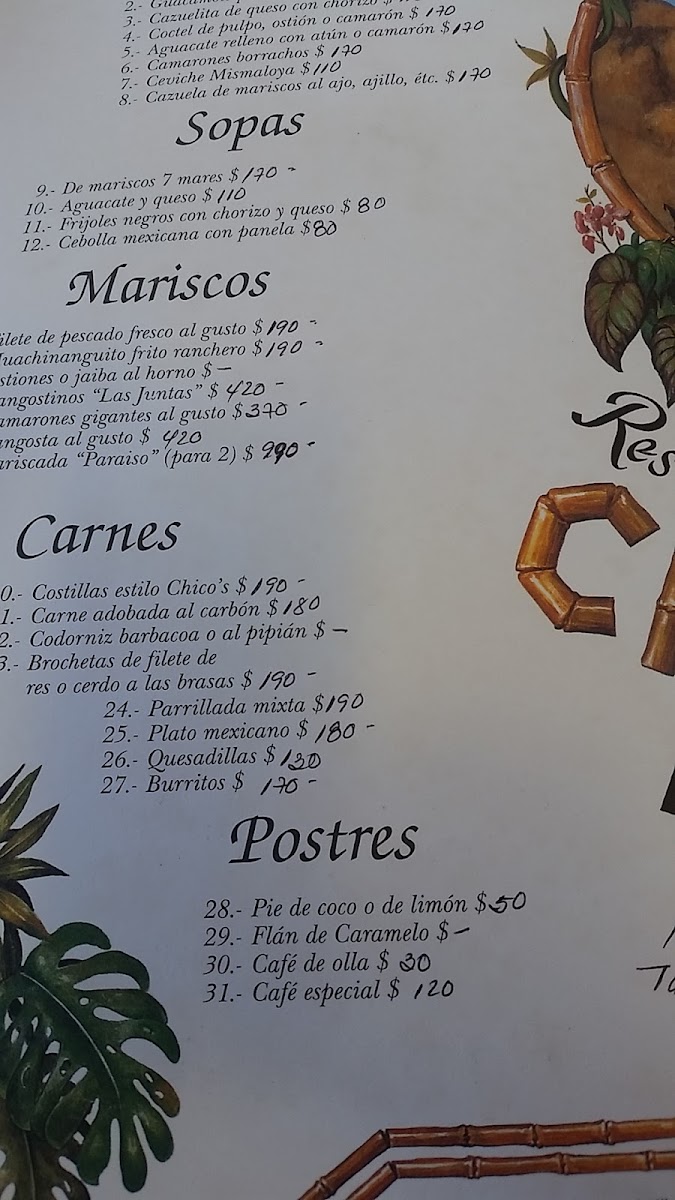 2.- Guacamole
3.- Cazuelita de queso con chorizo $
4.- Coctel de pulpo, ostión o camarón $ 170
5.- Aguacate relleno con atún o camarón $170
6.- Camarones borrachos $ 170
7.- Ceviche Mismaloya $110
8.- Cazuela de mariscos al ajo, ajillo, étc. $170
Sopas
9.- De mariscos 7 mares $170 -
10.- Aguacate y queso $110
11.- Frijoles negros con chorizo y queso $ 80
12.- Cebolla mexicana con panela $80
Mariscos
ilete de pescado fresco al gusto $190 -
uachinanguito frito ranchero $190 -
stiones o jaiba al horno $ —
angostinos "Las Juntas" $ 420 -
amarones gigantes al gusto $370 -
ngosta al gusto $ 420
ariscada "Paraiso" (para 2) $ 990 -
Carnes
0.- Costillas estilo Chico's $190 -
1.- Carne adobada al carbón $180
2.- Codorniz barbacoa o al pipián $ —
3.- Brochetas de filete de
res o cerdo a las brasas $ 190 -
24.- Parrillada mixta $190
25.- Plato mexicano $ 180 -
26.- Quesadillas $ 130
27.- Burritos $ 170 -
Postres
28.- Pie de coco o de limón $50
29.- Flán de Caramelo $ -
30.- Café de olla $ 30
31.- Café especial $ 120
Res
C